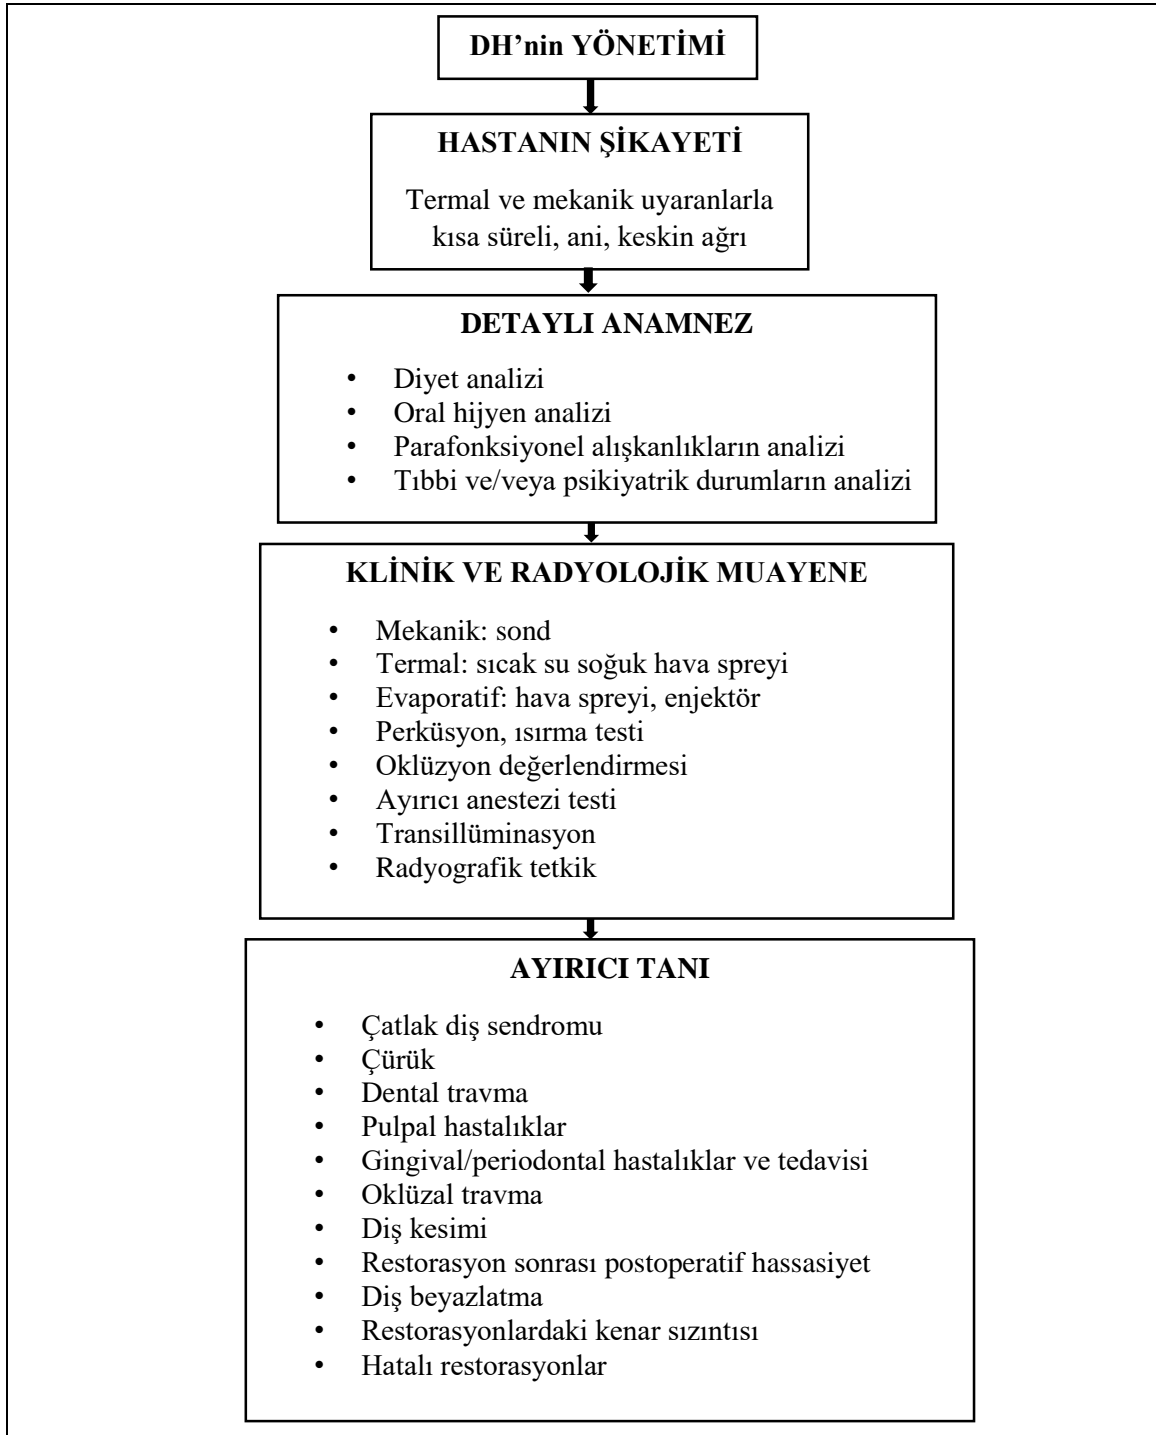 DH’nin YÖNETİMİ
HASTANIN ŞİKAYETİ
Termal ve mekanik uyaranlarla
kısa süreli, ani, keskin ağrı
DETAYLI ANAMNEZ
• Diyet analizi
• Oral hijyen analizi
• Parafonksiyonel alışkanlıkların analizi
• Tıbbi ve/veya psikiyatrik durumların analizi
KLİNİK VE RADYOLOJİK MUAYENE
• Mekanik: sond
• Termal: sıcak su soğuk hava spreyi
• Evaporatif: hava spreyi, enjektör
• Perküsyon, ısırma testi
• Oklüzyon değerlendirmesi
• Ayırıcı anestezi testi
• Transillüminasyon
• Radyografik tetkik
AYIRICI TANI
• Çatlak diş sendromu
• Çürük
• Dental travma
• Pulpal hastalıklar
• Gingival/periodontal hastalıklar ve tedavisi
• Oklüzal travma
• Diş kesimi
• Restorasyon sonrası postoperatif hassasiyet
• Diş beyazlatma
• Restorasyonlardaki kenar sızıntısı
• Hatalı restorasyonlar